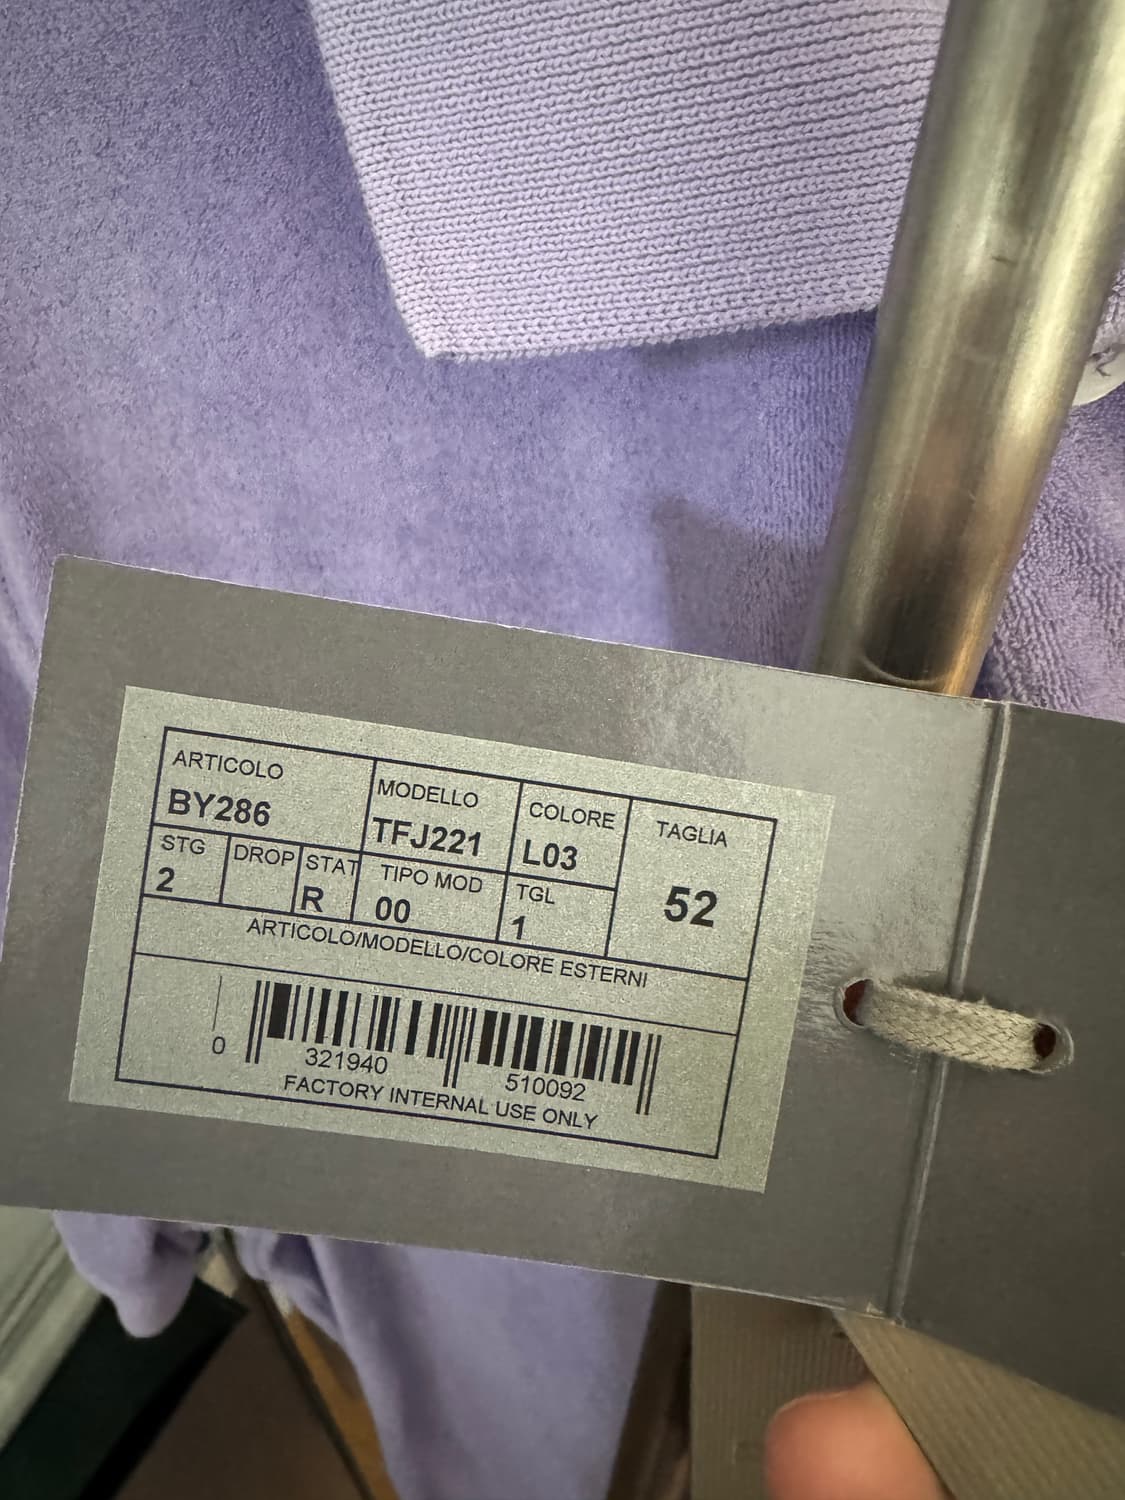 ARTICOLO MODELLO COLORE TAGLIA
BY286 TFJ221 L03 52
STG DROP STAT TIPO MOD TGL
2 R 00 1
ARTICOLO/MODELLO/COLORE ESTERNI
0 321940 510092
FACTORY INTERNAL USE ONLY